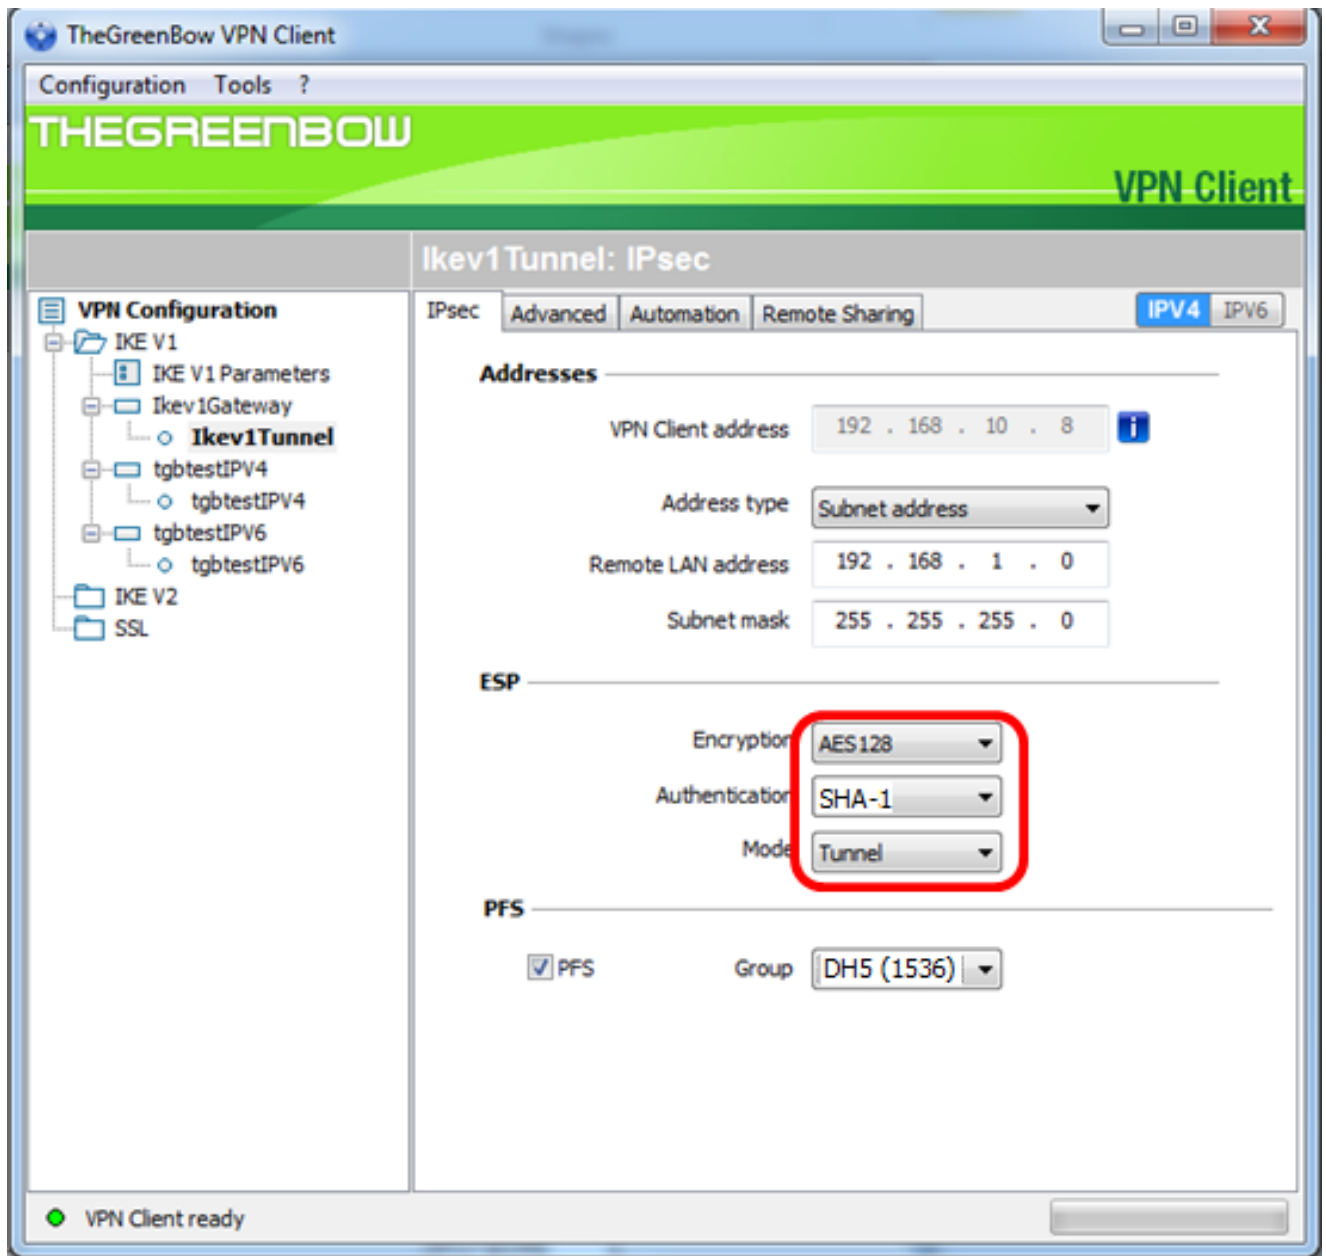 TheGreenBow VPN Client
Configuration Tools ?
THEGREENBOW
VPN Client
Ikev1Tunnel: IPsec
VPN Configuration
IKE V1
IKE V1 Parameters
Ikev1Gateway
Ikev1Tunnel
tgbtestIPV4
tgbtestIPV4
tgbtestIPV6
tgbtestIPV6
IKE V2
SSL
IPsec Advanced Automation Remote Sharing IPV4 IPV6
Addresses
VPN Client address 192 . 168 . 10 . 8
Address type Subnet address
Remote LAN address 192 . 168 . 1 . 0
Subnet mask 255 . 255 . 255 . 0
ESP
Encryption AES128
Authentication SHA-1
Mode Tunnel
PFS
PFS Group DH5 (1536)
VPN Client ready